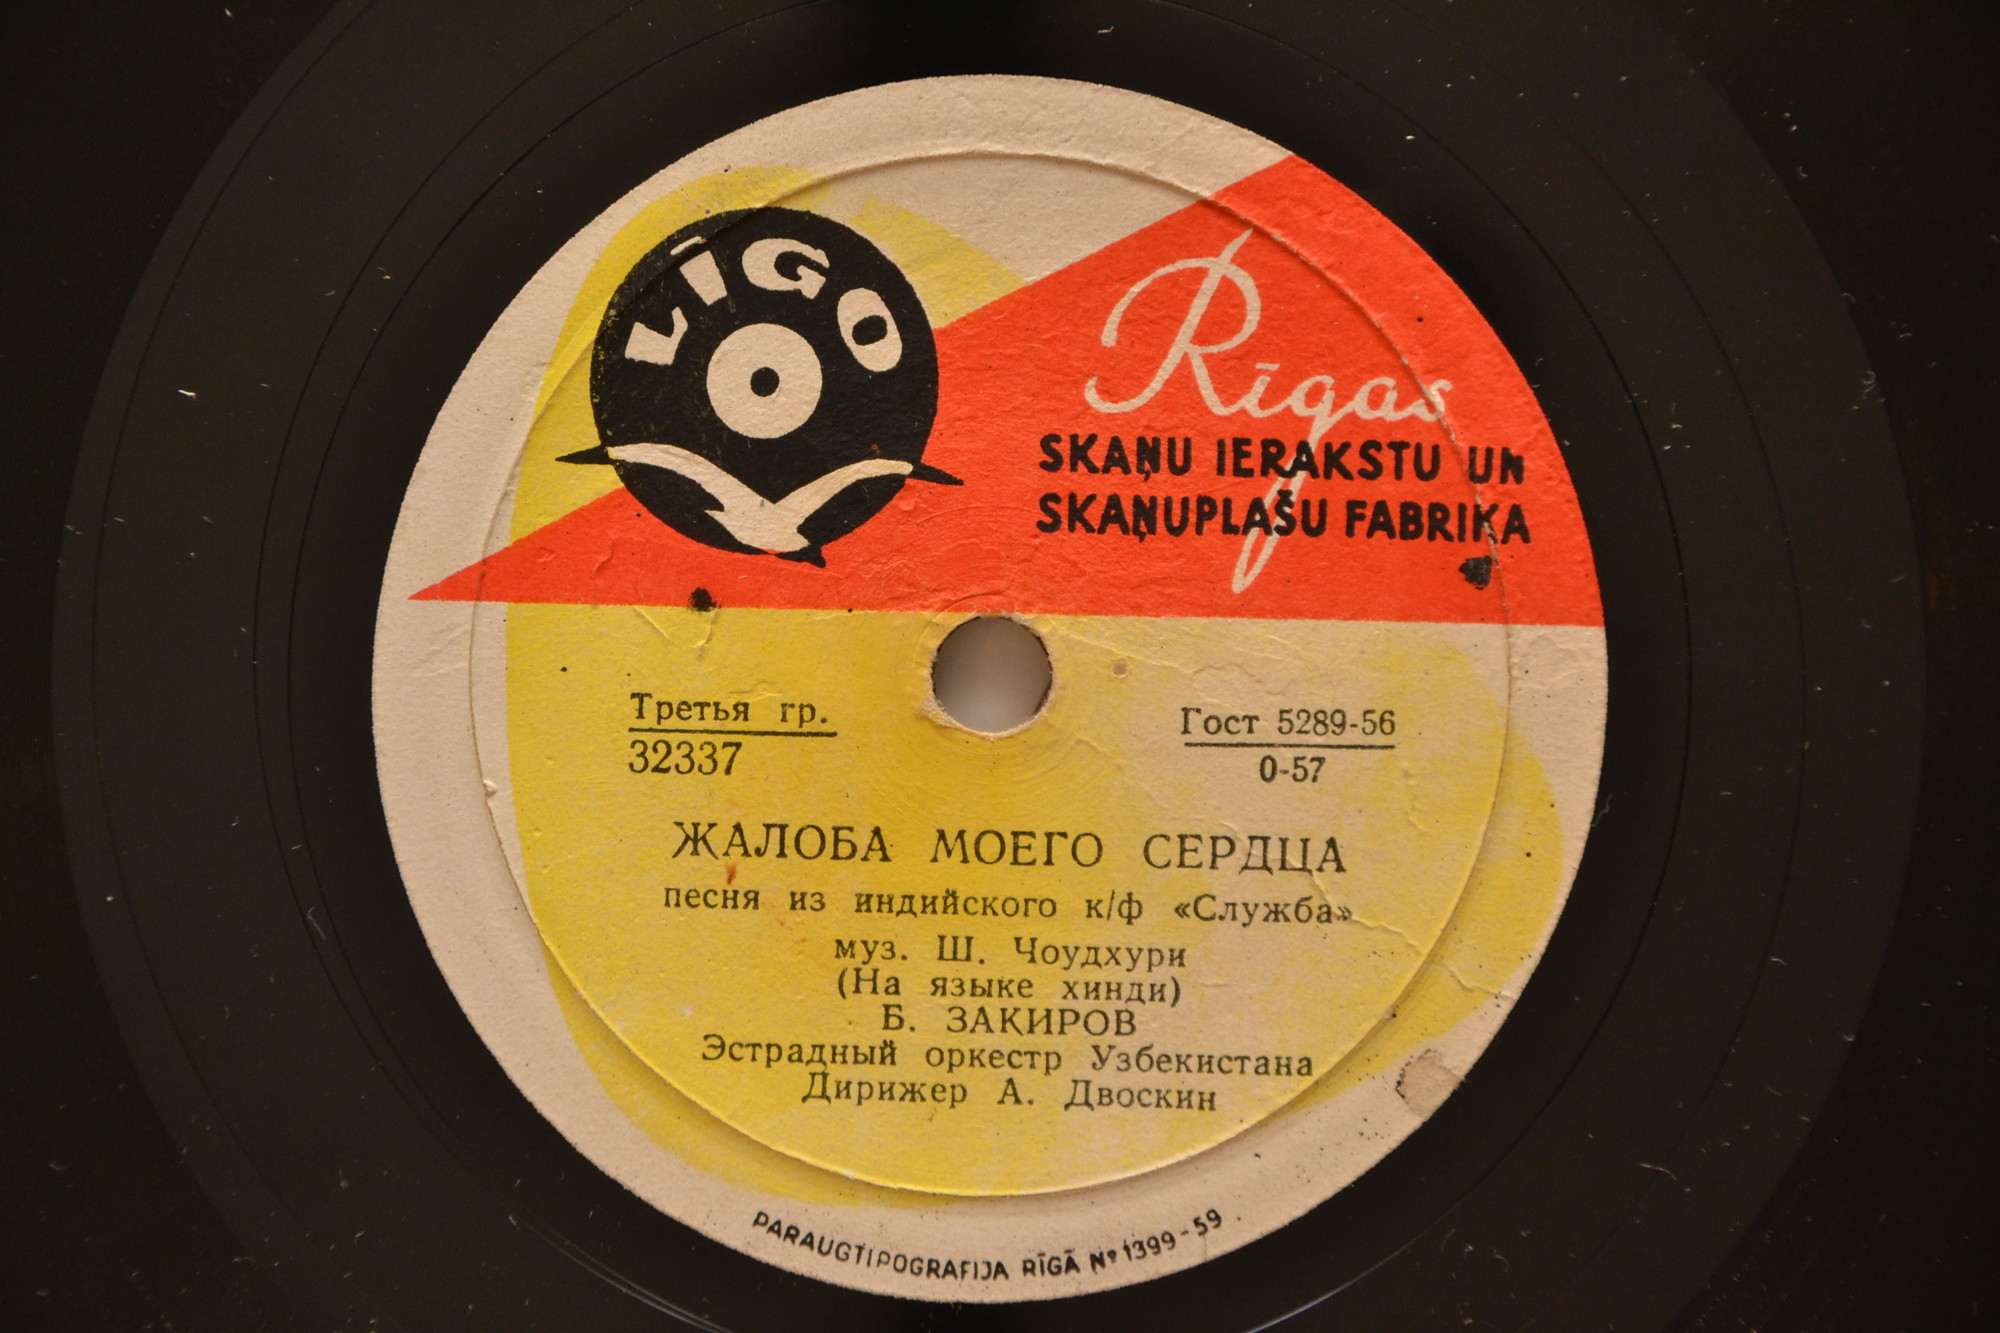 LĪGO
Rīgas
SKAŅU IERAKSTU UN
SKAŅUPLAŠU FABRIKA
Третья гр.
32337
Гост 5289-56
0-57
ЖАЛОБА МОЕГО СЕРДЦА
песня из индийского к/ф «Служба»
муз. Ш. Чоудхури
(На языке хинди)
Б. ЗАКИРОВ
Эстрадный оркестр Узбекистана
Дирижер А. Двоскин
PARAUGTIPOGRAFIJA RĪGĀ № 1399-59.